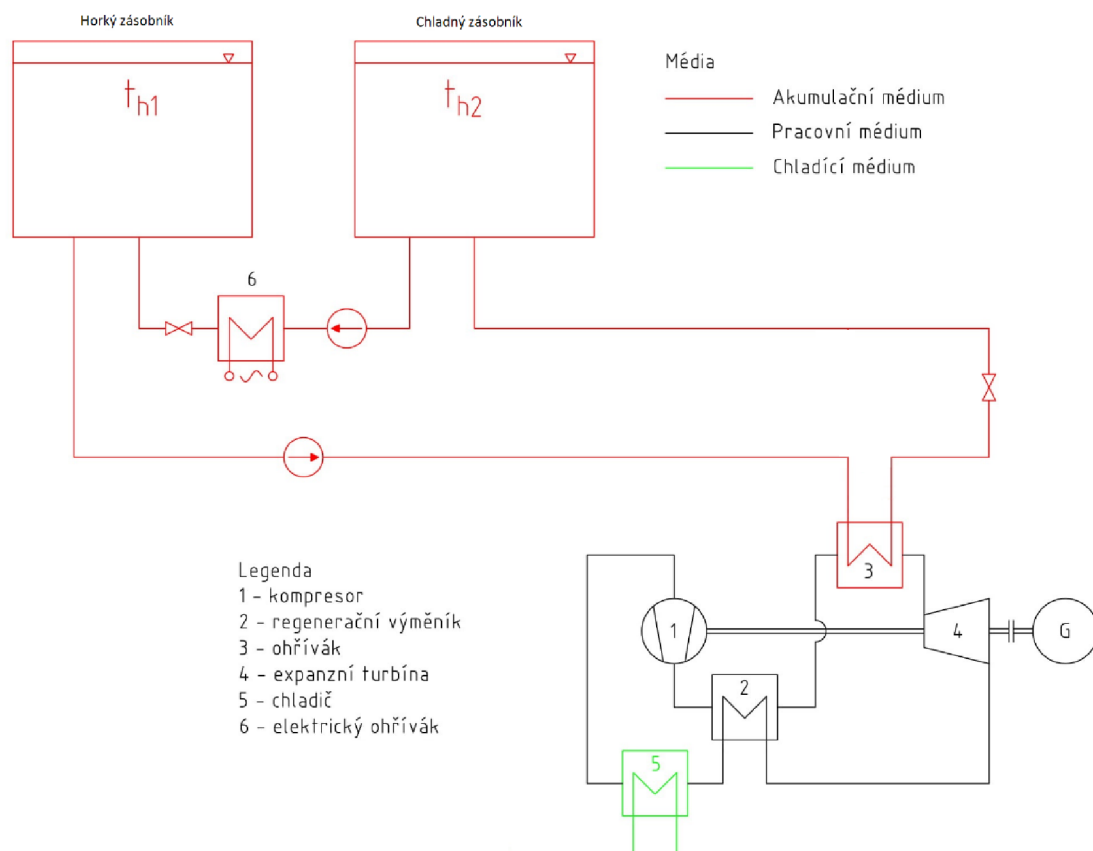 Horký zásobník
Chladný zásobník
th1
th2
Média
Akumulační médium
Pracovní médium
Chladící médium
6
3
1
4
G
2
5
Legenda
1 - kompresor
2 - regenerační výměník
3 - ohřívák
4 - expanzní turbína
5 - chladič
6 - elektrický ohřívák